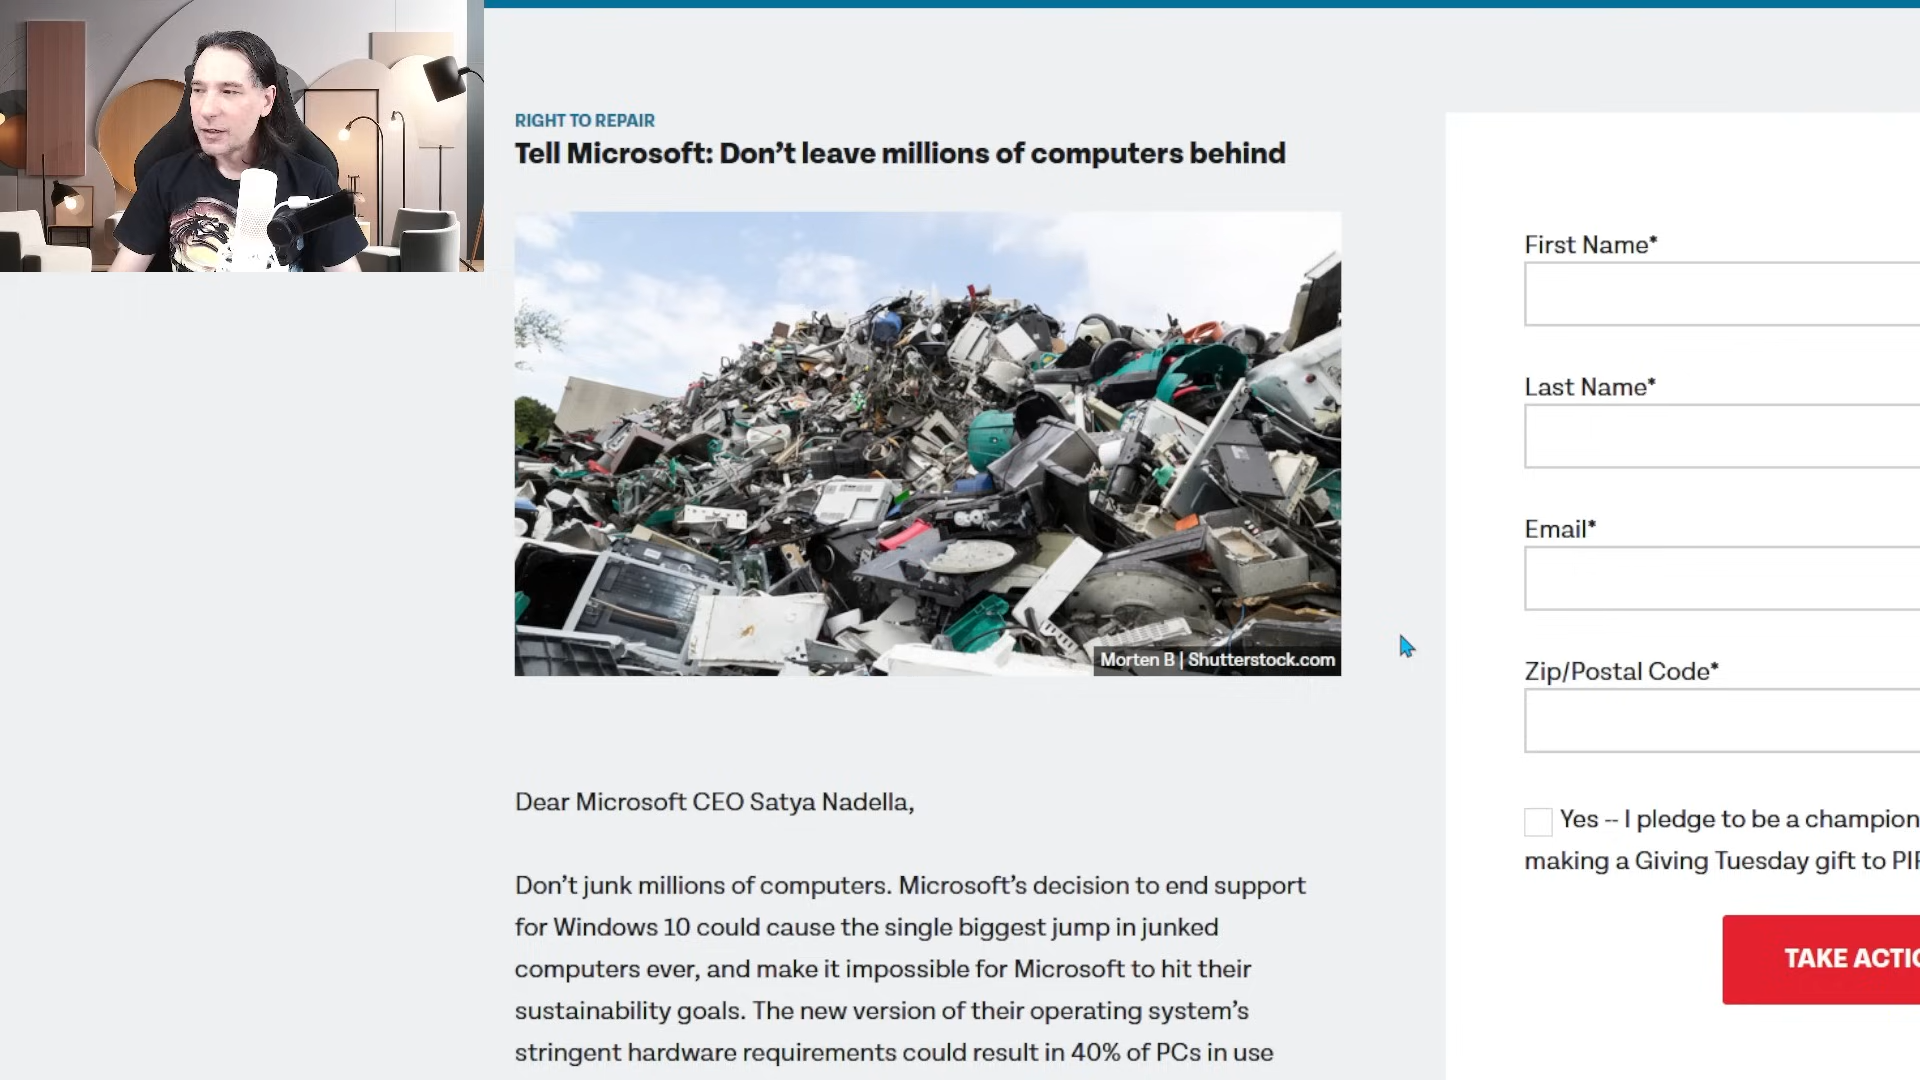 RIGHT TO REPAIR
Tell Microsoft: Don't leave millions of computers behind
Morten B | Shutterstock.com
Dear Microsoft CEO Satya Nadella,
Don't junk millions of computers. Microsoft's decision to end support
for Windows 10 could cause the single biggest jump in junked
computers ever, and make it impossible for Microsoft to hit their
sustainability goals. The new version of their operating system's
stringent hardware requirements could result in 40% of PCs in use
First Name*
Last Name*
Email*
Zip/Postal Code*
Yes -- I pledge to be a champion
making a Giving Tuesday gift to
TAKE